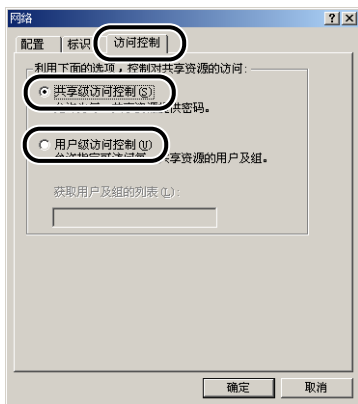 网络
配置 标识 访问控制
利用下面的选项，控制对共享资源的访问:
共享级访问控制(S)
供密码。
用户级访问控制(U)
共享资源的用户及组。
获取用户及组的列表(L):
确定 取消